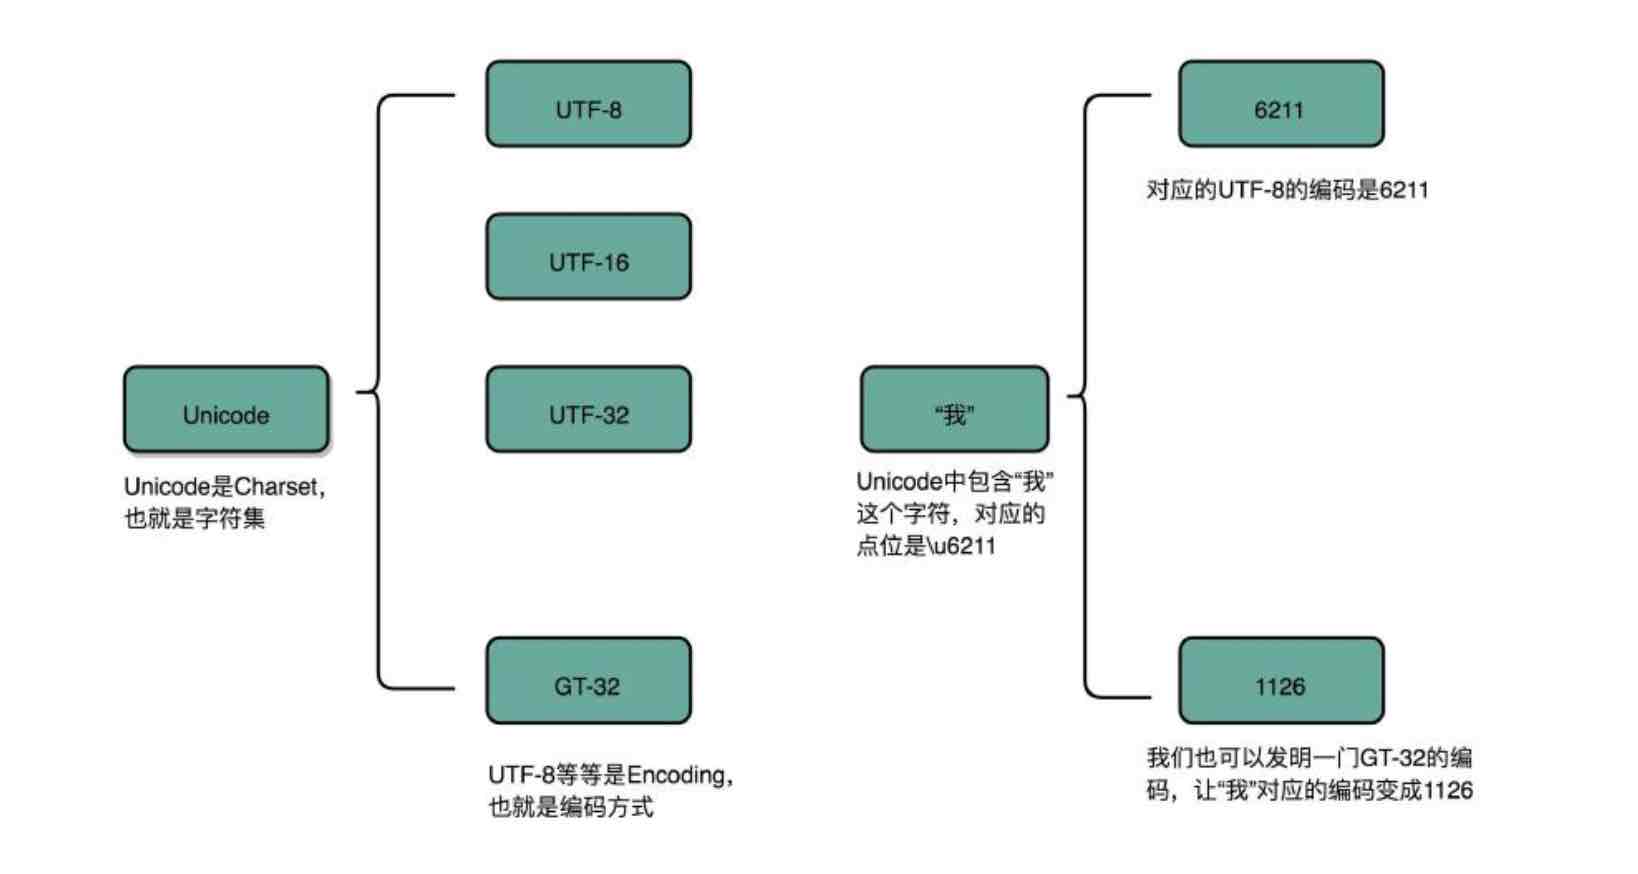 UTF-8
UTF-16
UTF-32
Unicode
Unicode是Charset,
也就是字符集
GT-32
UTF-8等等是Encoding,
也就是编码方式
6211
对应的UTF-8的编码是6211
“我”
Unicode中包含“我”
这个字符，对应的
点位是\u6211
1126
我们也可以发明一门GT-32的编
码，让“我”对应的编码变成1126